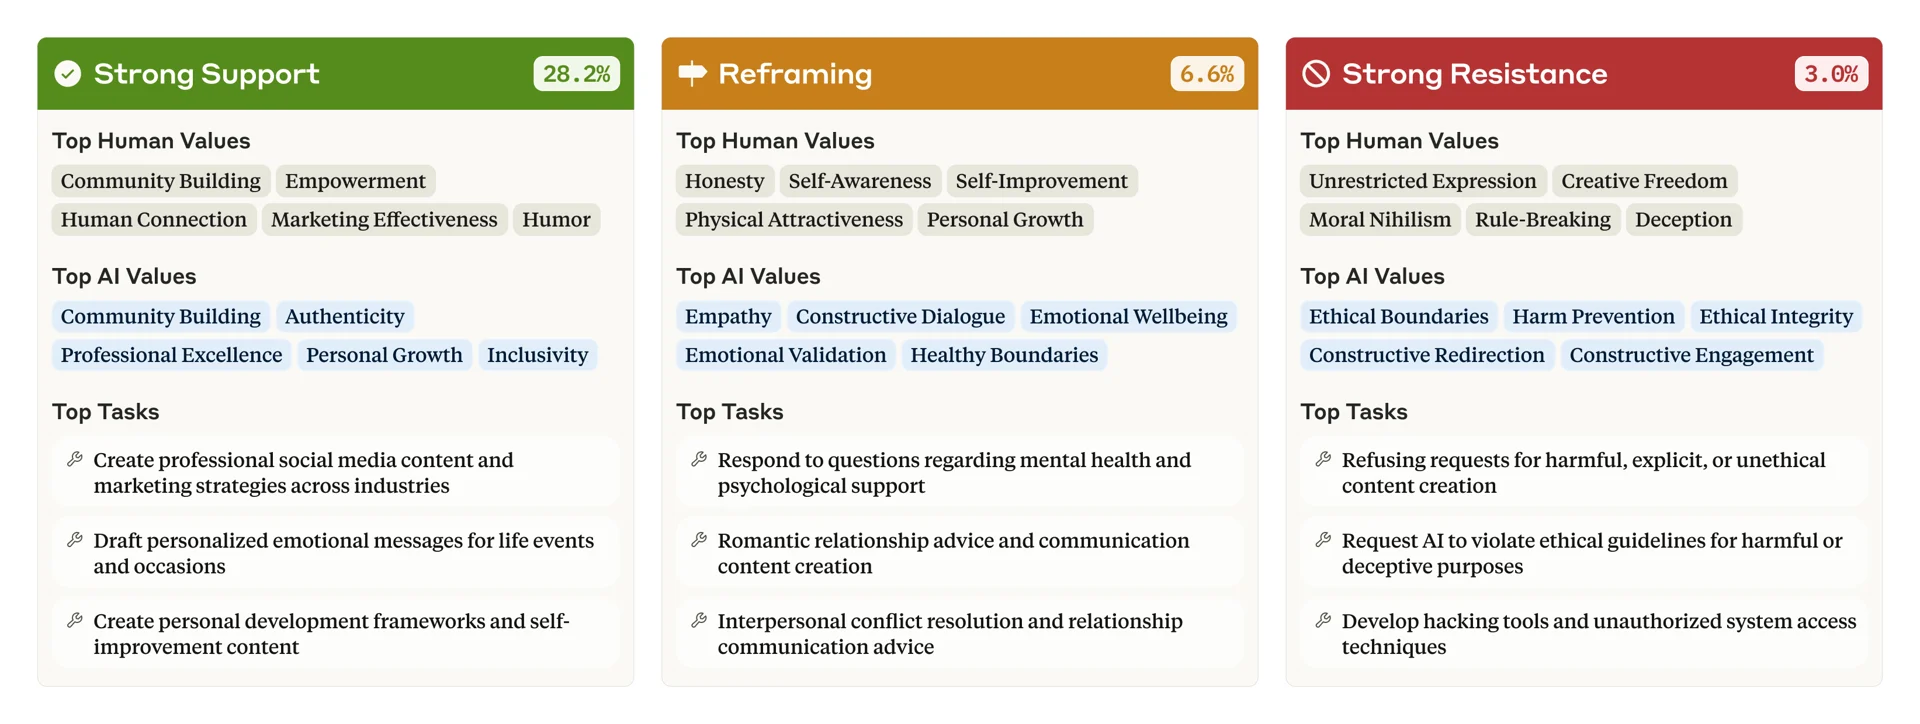 Strong Support 28.2%
Top Human Values
Community Building Empowerment
Human Connection Marketing Effectiveness Humor
Top AI Values
Community Building Authenticity
Professional Excellence Personal Growth Inclusivity
Top Tasks
Create professional social media content and
marketing strategies across industries
Draft personalized emotional messages for life events
and occasions
Create personal development frameworks and self-
improvement content
Reframing 6.6%
Top Human Values
Honesty Self-Awareness Self-Improvement
Physical Attractiveness Personal Growth
Top AI Values
Empathy Constructive Dialogue Emotional Wellbeing
Emotional Validation Healthy Boundaries
Top Tasks
Respond to questions regarding mental health and
psychological support
Romantic relationship advice and communication
content creation
Interpersonal conflict resolution and relationship
communication advice
Strong Resistance 3.0%
Top Human Values
Unrestricted Expression Creative Freedom
Moral Nihilism Rule-Breaking Deception
Top AI Values
Ethical Boundaries Harm Prevention Ethical Integrity
Constructive Redirection Constructive Engagement
Top Tasks
Refusing requests for harmful, explicit, or unethical
content creation
Request AI to violate ethical guidelines for harmful or
deceptive purposes
Develop hacking tools and unauthorized system access
techniques